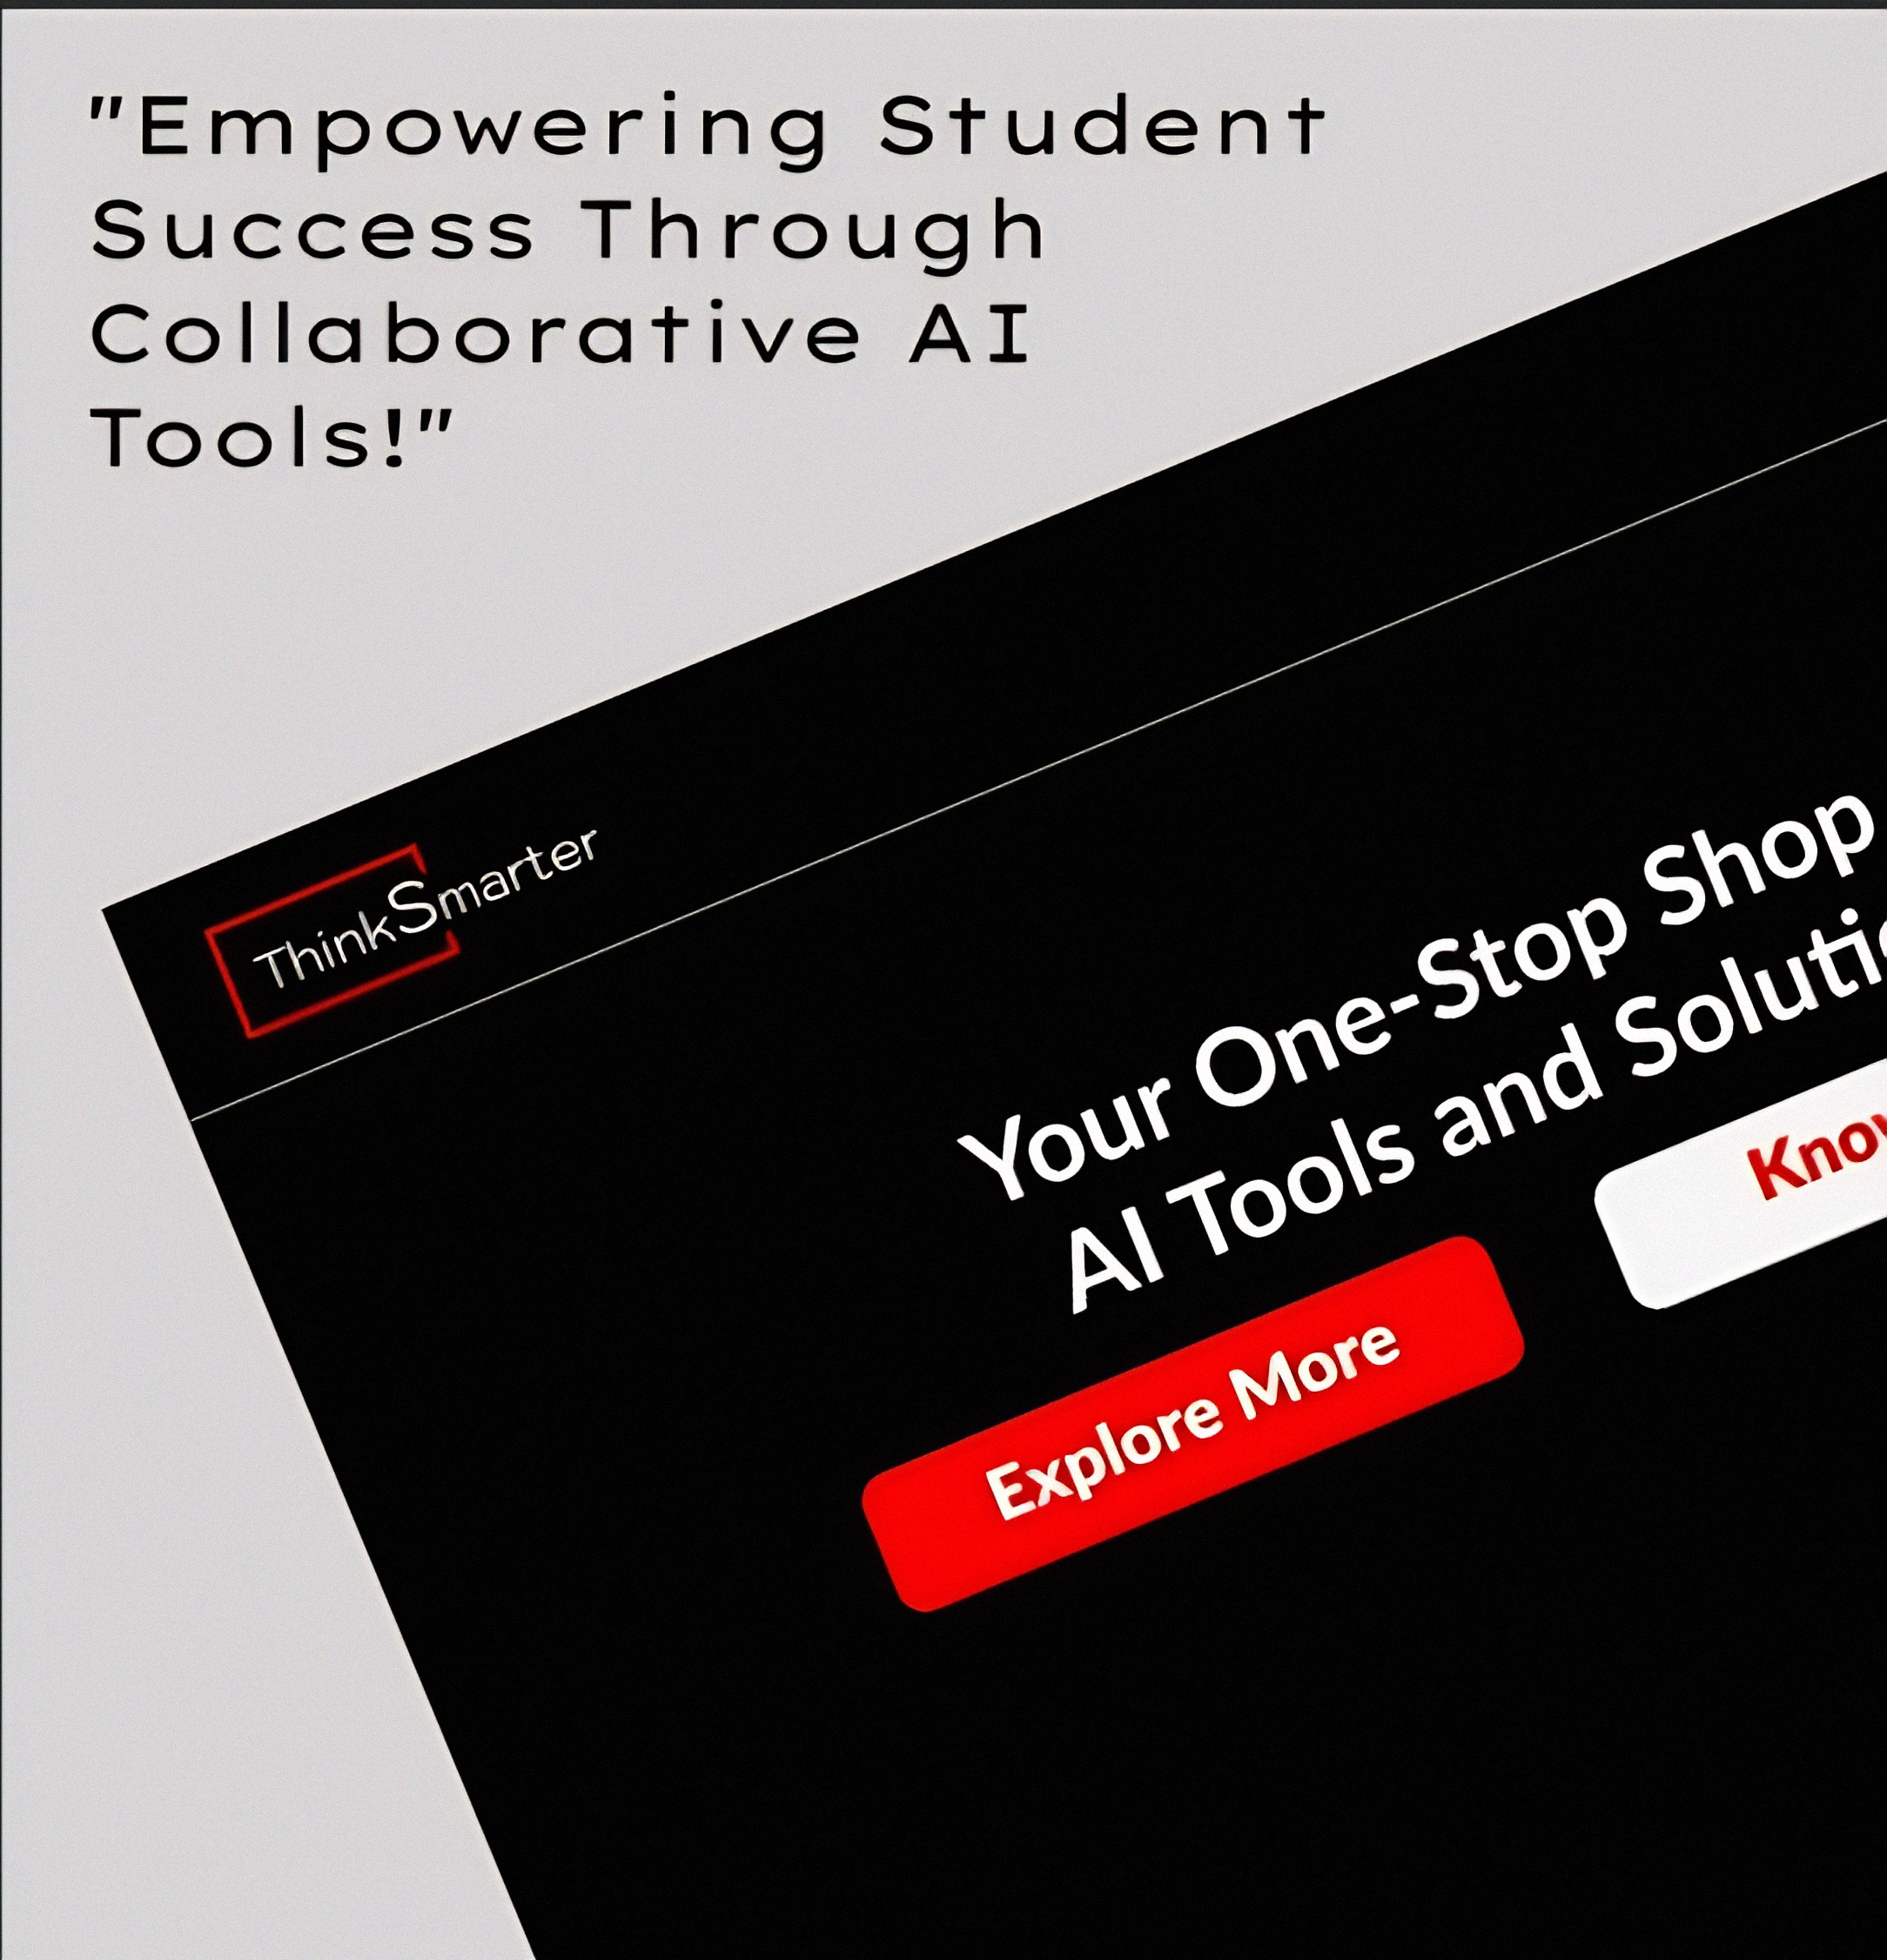 "Empowering Student
Success Through
Collaborative AI
Tools!"
ThinkSmarter
Your One-Stop Shop
AI Tools and
Explore More